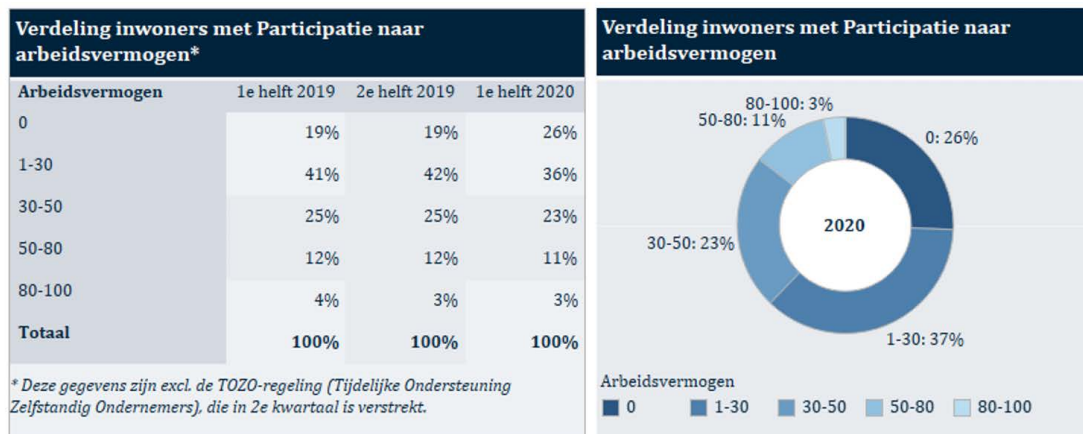 Verdeling inwoners met Participatie naar
arbeidsvermogen*
Arbeidsvermogen 1e helft 2019 2e helft 2019 1e helft 2020
0 19% 19% 26%
1-30 41% 42% 36%
30-50 25% 25% 23%
50-80 12% 12% 11%
80-100 4% 3% 3%
Totaal 100% 100% 100%
* Deze gegevens zijn excl. de TOZO-regeling (Tijdelijke Ondersteuning
Zelfstandig Ondernemers), die in 2e kwartaal is verstrekt.
Verdeling inwoners met Participatie naar
arbeidsvermogen
80-100: 3%
50-80: 11%
0: 26%
2020
30-50: 23%
1-30: 37%
Arbeidsvermogen
0 1-30 30-50 50-80 80-100